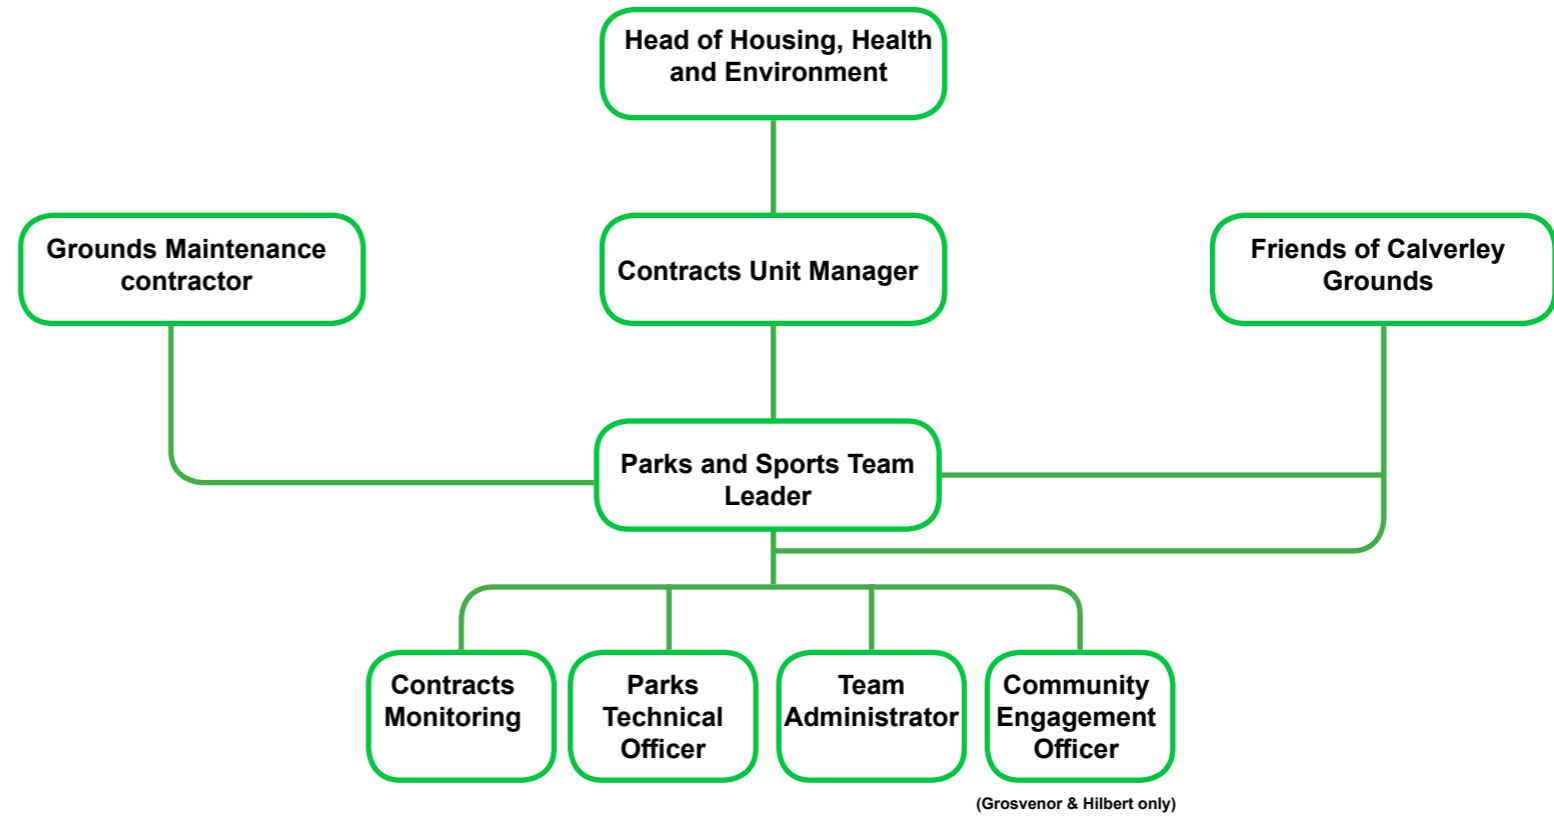 Head of Housing, Health
and Environment
Grounds Maintenance
contractor
Contracts Unit Manager
Friends of Calverley
Grounds
Parks and Sports Team
Leader
Contracts
Monitoring
Parks
Technical
Officer
Team
Administrator
Community
Engagement
Officer
(Grosvenor & Hilbert only)